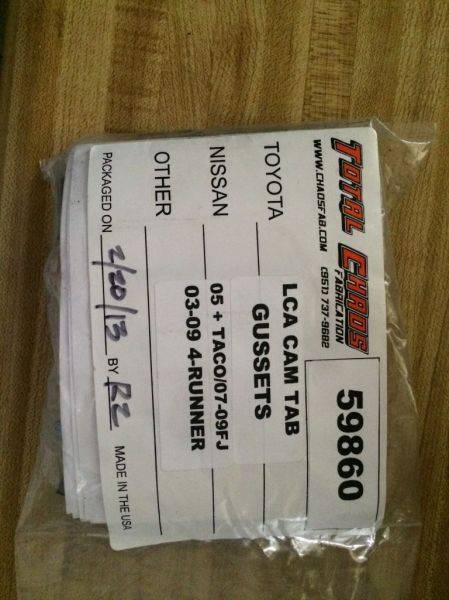 TOTAL CHAOS
FABRICATION
WWW.CHAOSFAB.COM (951) 737-9682
59860
TOYOTA
NISSAN
OTHER
LCA CAM TAB
GUSSETS
05 + TACO/07-09FJ
03-09 4-RUNNER
PACKAGED ON 2/20/13 BY RZ MADE IN THE USA